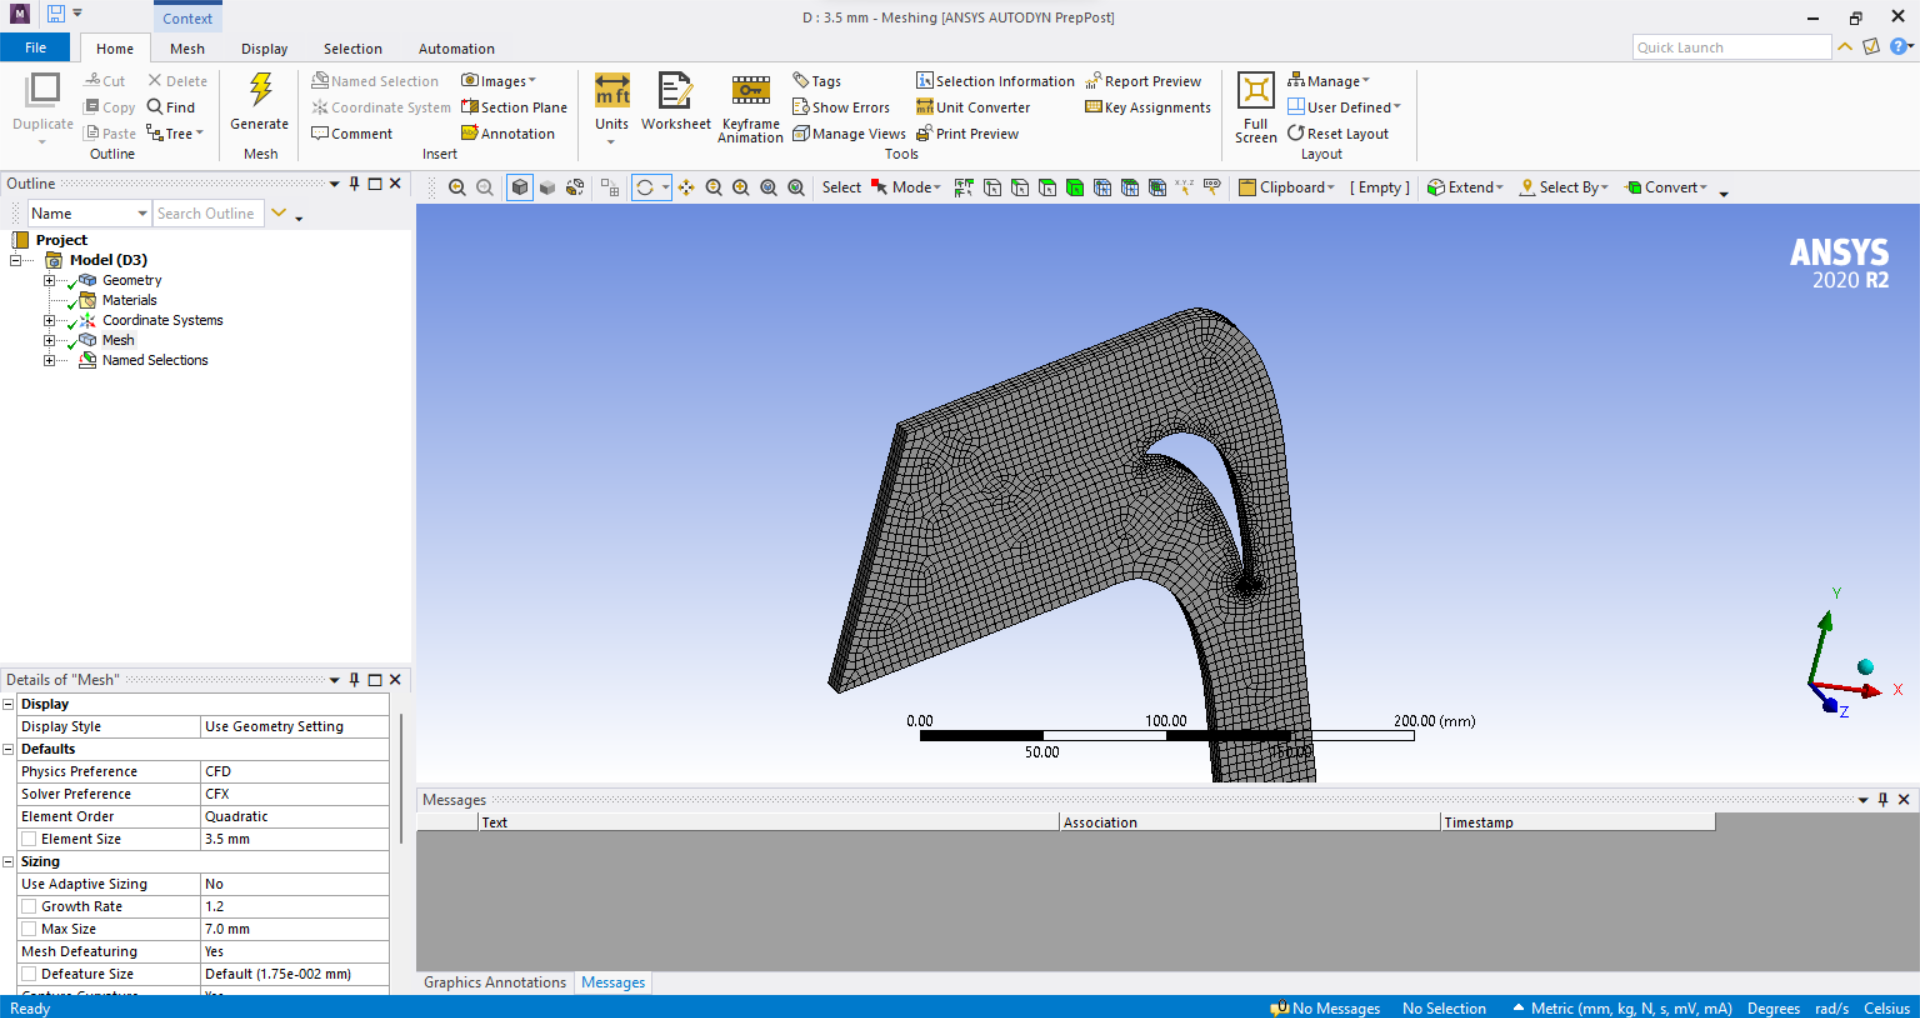 M
Context
D : 3.5 mm - Meshing [ANSYS AUTODYN PrepPost]
File
Home
Mesh
Display
Selection
Automation
Quick Launch
Duplicate
Cut
Copy
Paste
Delete
Find
Tree
Outline
Generate
Mesh
Named Selection
Coordinate System
Comment
Images
Section Plane
Annotation
Insert
Units
Worksheet
Keyframe
Animation
Tags
Show Errors
Manage Views
Selection Information
Unit Converter
Print Preview
Report Preview
Key Assignments
Tools
Full
Screen
Manage
User Defined
Reset Layout
Layout
Outline
Select
Mode
Clipboard
[ Empty ]
Extend
Select By
Convert
Name
Search Outline
Project
Model (D3)
Geometry
Materials
Coordinate Systems
Mesh
Named Selections
ANSYS
2020 R2
Y
X
Z
0.00 100.00 200.00 (mm)
50.00 150.00
Details of "Mesh"
Display
Display Style Use Geometry Setting
Defaults
Physics Preference CFD
Solver Preference CFX
Element Order Quadratic
Element Size 3.5 mm
Sizing
Use Adaptive Sizing No
Growth Rate 1.2
Max Size 7.0 mm
Mesh Defeaturing Yes
Defeature Size Default (1.75e-002 mm)
Messages
Text Association Timestamp
Graphics Annotations Messages
Ready
No Messages
No Selection
Metric (mm, kg, N, s, mV, mA)
Degrees
rad/s
Celsius